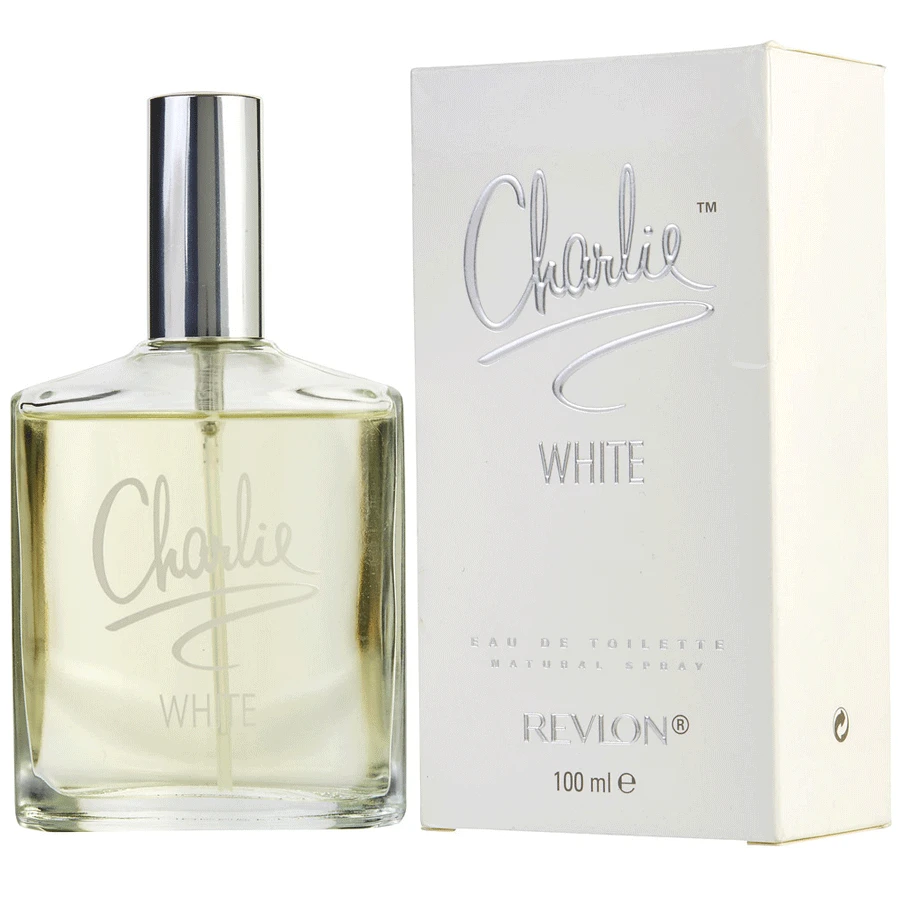 Charlie
WHITE
Charlie™
WHITE
EAU DE TOILETTE
NATURAL SPRAY
REVLON®
100 ml ℮